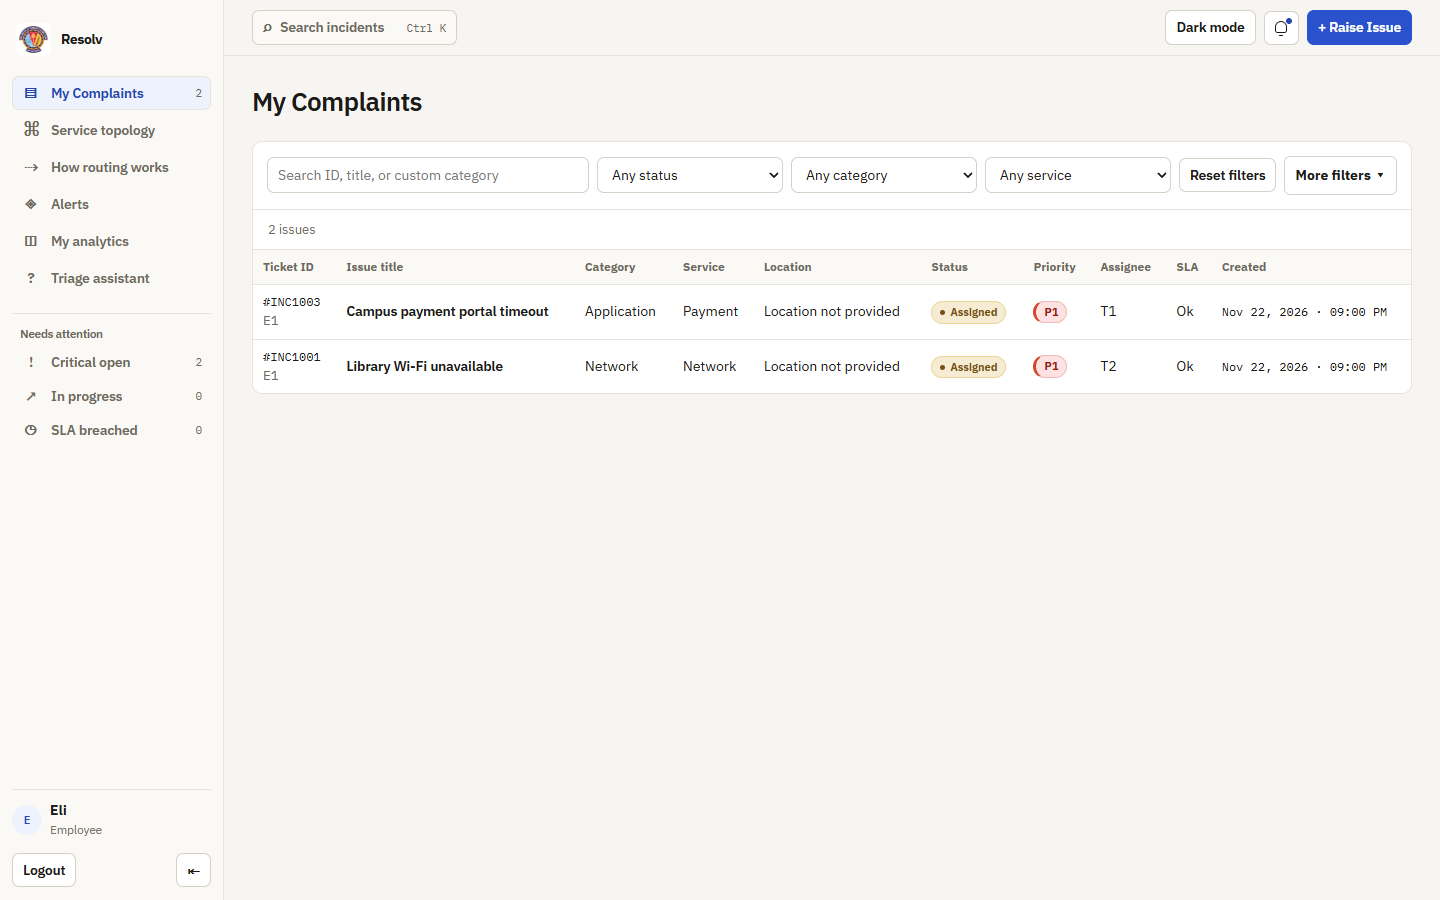 Resolv
My Complaints 2
Service topology
How routing works
Alerts
My analytics
? Triage assistant
Needs attention
! Critical open 2
In progress 0
SLA breached 0
E
Eli
Employee
Logout
Search incidents Ctrl K
Dark mode
+ Raise Issue
My Complaints
Search ID, title, or custom category
Any status
Any category
Any service
Reset filters
More filters
2 issues
Ticket ID Issue title Category Service Location Status Priority Assignee SLA Created
#INC1003
E1
Campus payment portal timeout Application Payment Location not provided Assigned P1 T1 Ok Nov 22, 2026 · 09:00 PM
#INC1001
E1
Library Wi-Fi unavailable Network Network Location not provided Assigned P1 T2 Ok Nov 22, 2026 · 09:00 PM